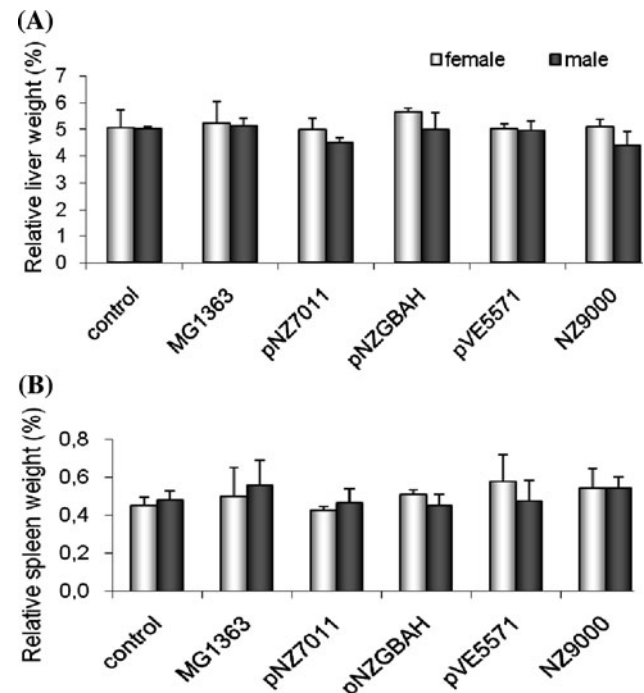 (A)
female male
Relative liver weight (%)
7
6
5
4
3
2
1
0
control MG1363 pNZ7011 pNZGBAH pVE5571 NZ9000
(B)
Relative spleen weight (%)
0,8
0,6
0,4
0,2
0,0
control MG1363 pNZ7011 pNZGBAH pVE5571 NZ9000